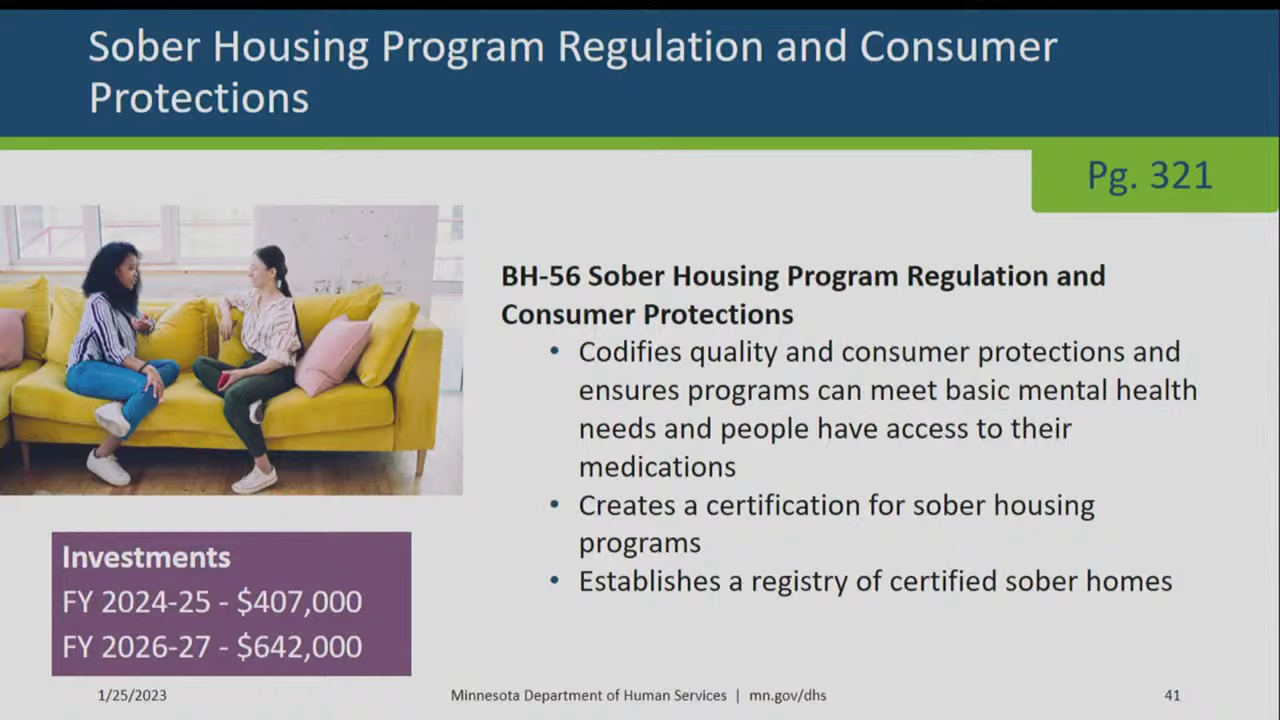 Sober Housing Program Regulation and Consumer
Protections
Pg. 321
BH-56 Sober Housing Program Regulation and
Consumer Protections
• Codifies quality and consumer protections and
ensures programs can meet basic mental health
needs and people have access to their
medications
• Creates a certification for sober housing
programs
• Establishes a registry of certified sober homes
Investments
FY 2024-25 - $407,000
FY 2026-27 - $642,000
1/25/2023
Minnesota Department of Human Services | mn.gov/dhs
41